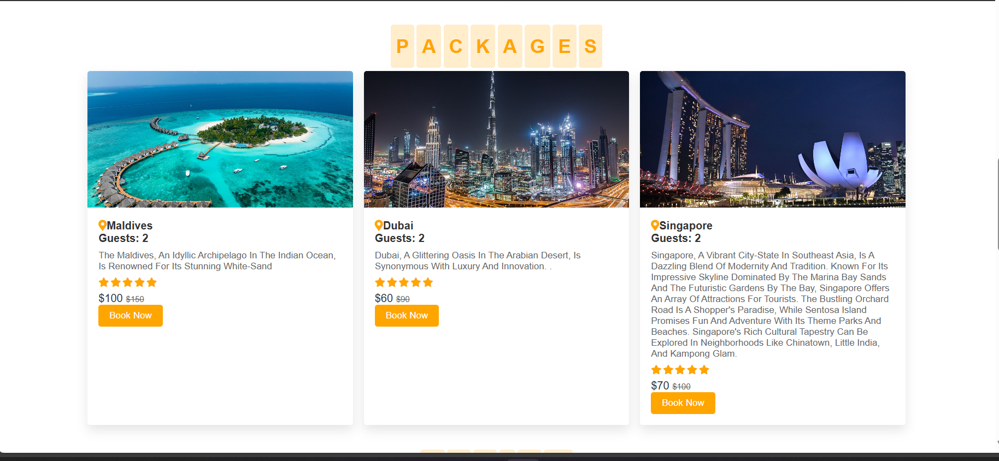 PACKAGES
Maldives
Guests: 2
The Maldives, An Idyllic Archipelago In The Indian Ocean,
Is Renowned For Its Stunning White-Sand
$100 $150
Book Now
Dubai
Guests: 2
Dubai, A Glittering Oasis In The Arabian Desert, Is
Synonymous With Luxury And Innovation. .
$60 $90
Book Now
Singapore
Guests: 2
Singapore, A Vibrant City-State In Southeast Asia, Is A
Dazzling Blend Of Modernity And Tradition. Known For Its
Impressive Skyline Dominated By The Marina Bay Sands
And The Futuristic Gardens By The Bay, Singapore Offers
An Array Of Attractions For Tourists. The Bustling Orchard
Road Is A Shopper's Paradise, While Sentosa Island
Promises Fun And Adventure With Its Theme Parks And
Beaches. Singapore's Rich Cultural Tapestry Can Be
Explored In Neighborhoods Like Chinatown, Little India,
And Kampong Glam.
$70 $100
Book Now